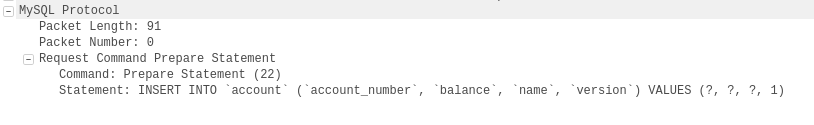 MySQL Protocol
Packet Length: 91
Packet Number: 0
Request Command Prepare Statement
Command: Prepare Statement (22)
Statement: INSERT INTO `account` (`account_number`, `balance`, `name`, `version`) VALUES (?, ?, ?, 1)